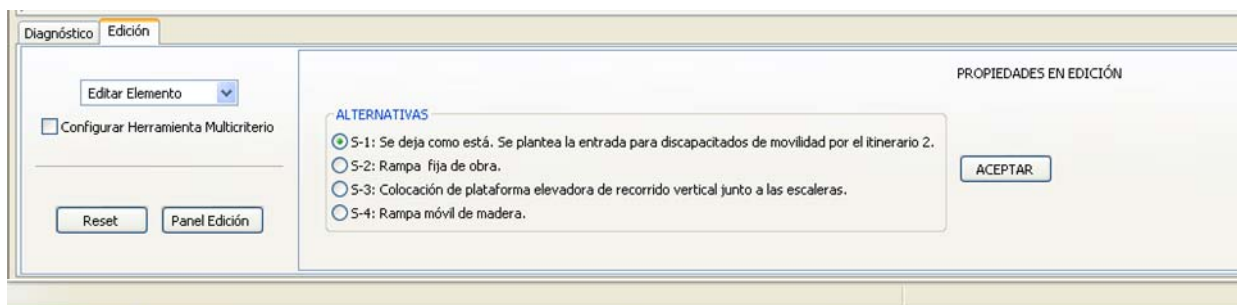 Diagnóstico
Edición
Editar Elemento
Configurar Herramienta Multicriterio
Reset
Panel Edición
PROPIEDADES EN EDICIÓN
ALTERNATIVAS
S-1: Se deja como está. Se plantea la entrada para discapacitados de movilidad por el itinerario 2.
S-2: Rampa fija de obra.
S-3: Colocación de plataforma elevadora de recorrido vertical junto a las escaleras.
S-4: Rampa móvil de madera.
ACEPTAR